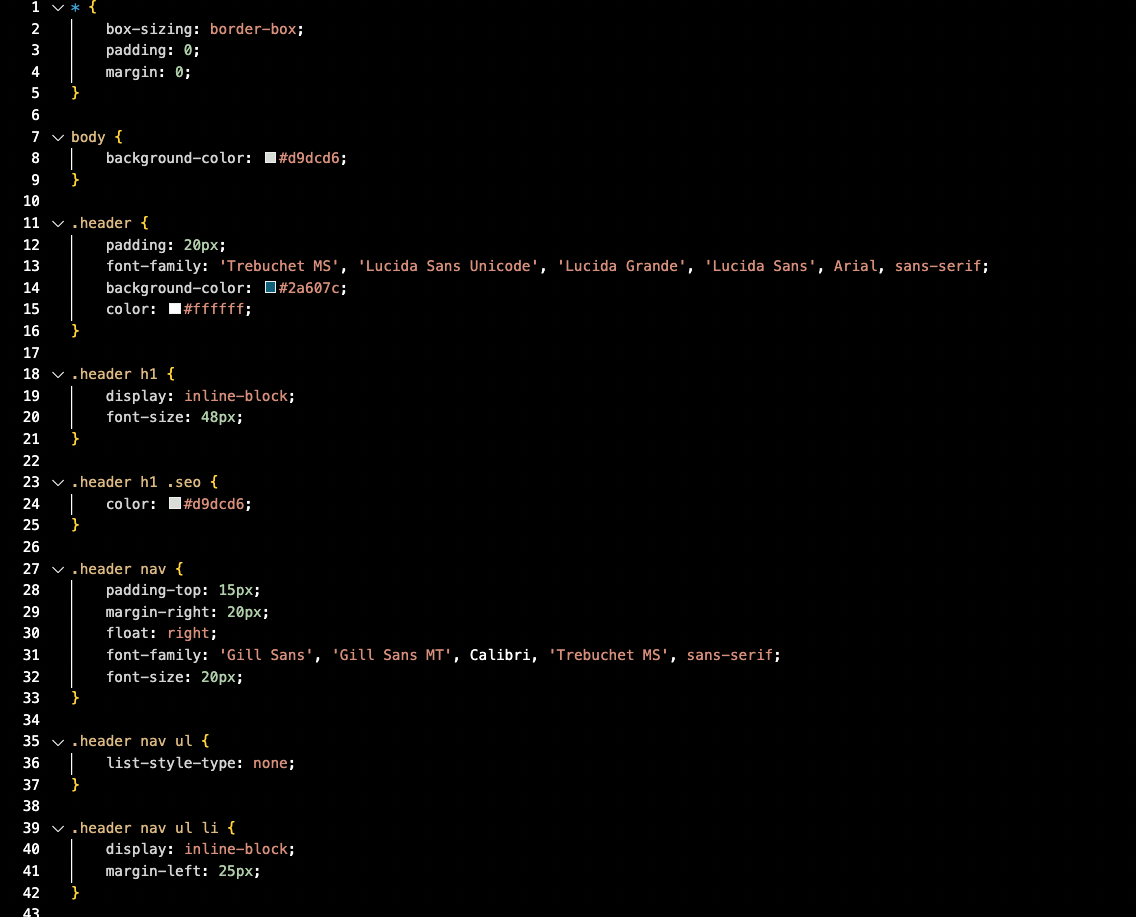 1 * {
2 box-sizing: border-box;
3 padding: 0;
4 margin: 0;
5 }
6
7 body {
8 background-color: #d9dcd6;
9 }
10
11 .header {
12 padding: 20px;
13 font-family: 'Trebuchet MS', 'Lucida Sans Unicode', 'Lucida Grande', 'Lucida Sans', Arial, sans-serif;
14 background-color: #2a607c;
15 color: #ffffff;
16 }
17
18 .header h1 {
19 display: inline-block;
20 font-size: 48px;
21 }
22
23 .header h1 .seo {
24 color: #d9dcd6;
25 }
26
27 .header nav {
28 padding-top: 15px;
29 margin-right: 20px;
30 float: right;
31 font-family: 'Gill Sans', 'Gill Sans MT', Calibri, 'Trebuchet MS', sans-serif;
32 font-size: 20px;
33 }
34
35 .header nav ul {
36 list-style-type: none;
37 }
38
39 .header nav ul li {
40 display: inline-block;
41 margin-left: 25px;
42 }
43